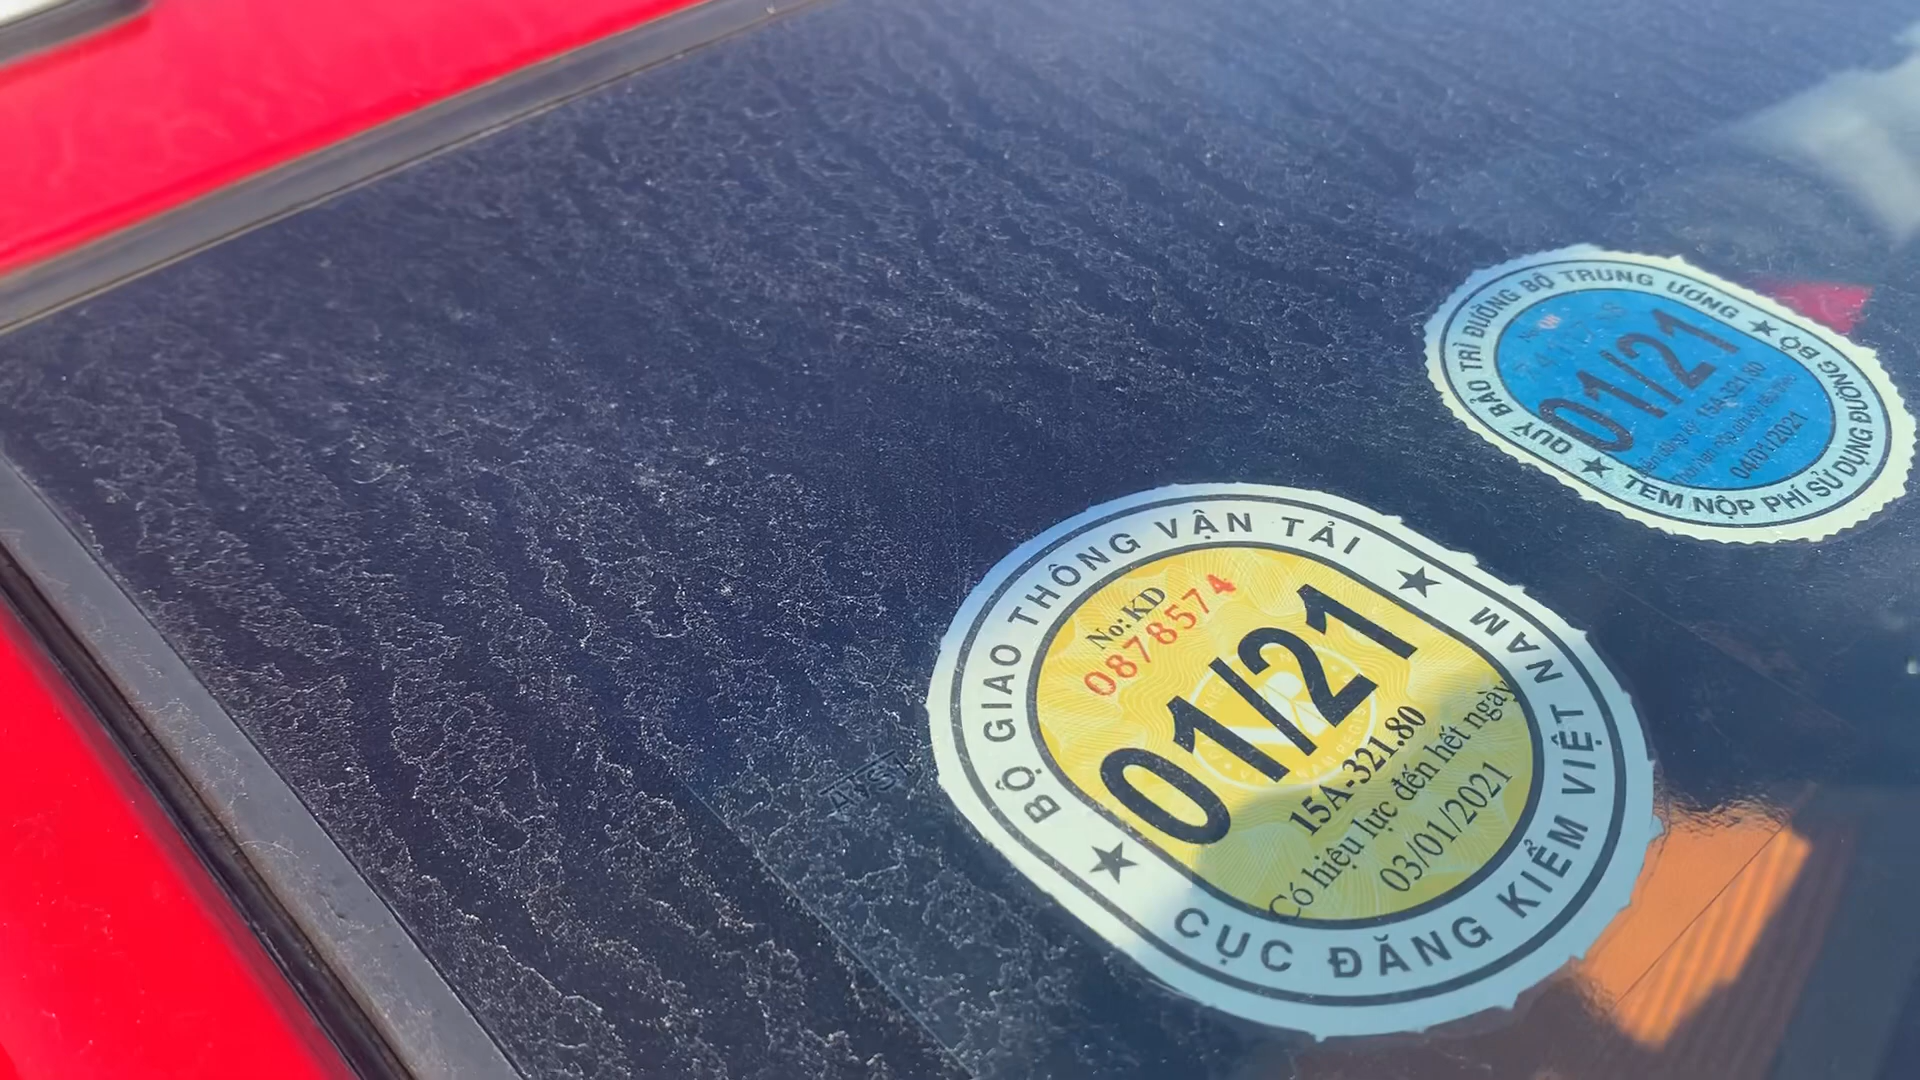 QUỸ BẢO TRÌ ĐƯỜNG BỘ TRUNG ƯƠNG
01/21
15A-321.80
04/01/2021
TEM NỘP PHÍ SỬ DỤNG ĐƯỜNG BỘ
BỘ GIAO THÔNG VẬN TẢI
No: KD
0878574
01/21
15A-321.80
Có hiệu lực đến hết ngày
03/01/2021
CỤC ĐĂNG KIỂM VIỆT NAM